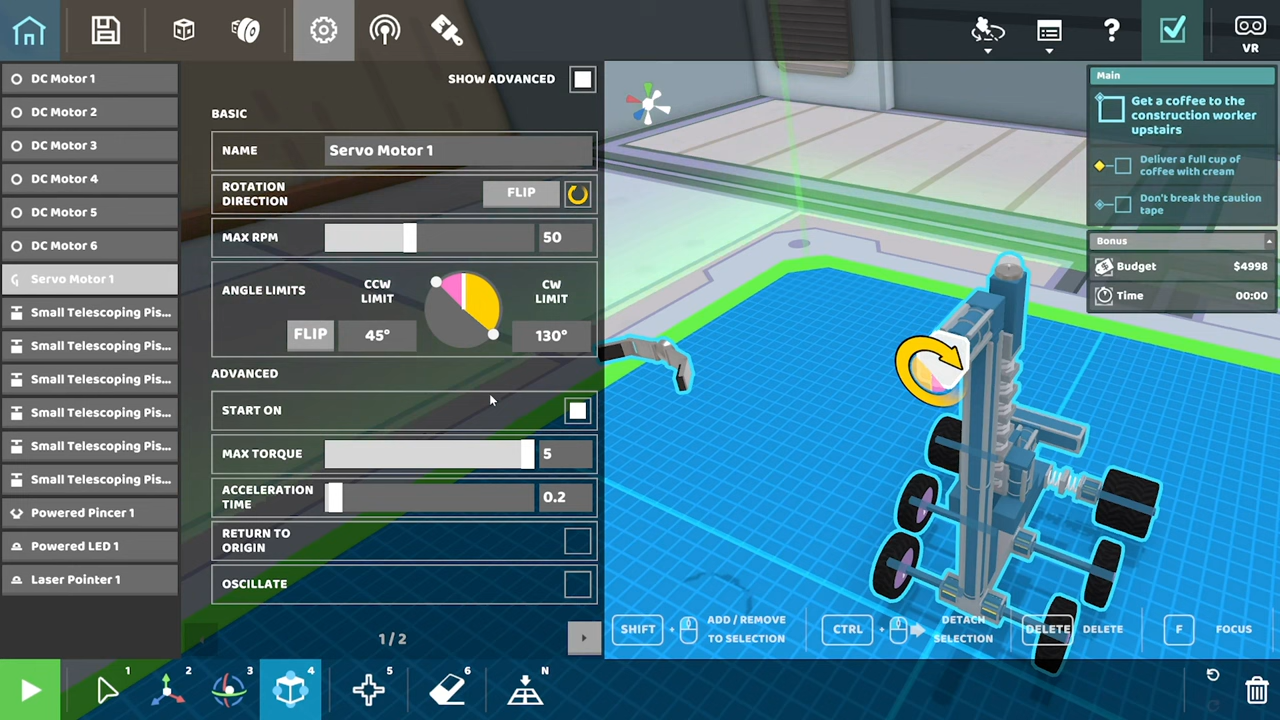 VR
DC Motor 1
DC Motor 2
DC Motor 3
DC Motor 4
DC Motor 5
DC Motor 6
Servo Motor 1
Small Telescoping Pis...
Small Telescoping Pis...
Small Telescoping Pis...
Small Telescoping Pis...
Small Telescoping Pis...
Small Telescoping Pis...
Powered Pincer 1
Powered LED 1
Laser Pointer 1
SHOW ADVANCED
BASIC
NAME
Servo Motor 1
ROTATION
DIRECTION
FLIP
MAX RPM
50
ANGLE LIMITS
CCW
LIMIT
CW
LIMIT
FLIP
45°
130°
ADVANCED
START ON
MAX TORQUE
5
ACCELERATION
TIME
0.2
RETURN TO
ORIGIN
OSCILLATE
1 / 2
Main
Get a coffee to the
construction worker
upstairs
Deliver a full cup of
coffee with cream
Don't break the caution
tape
Bonus
Budget
$4998
Time
00:00
SHIFT
+
ADD / REMOVE
TO SELECTION
CTRL
+
DETACH
SELECTION
DELETE
DELETE
F
FOCUS
1
2
3
4
5
6
N